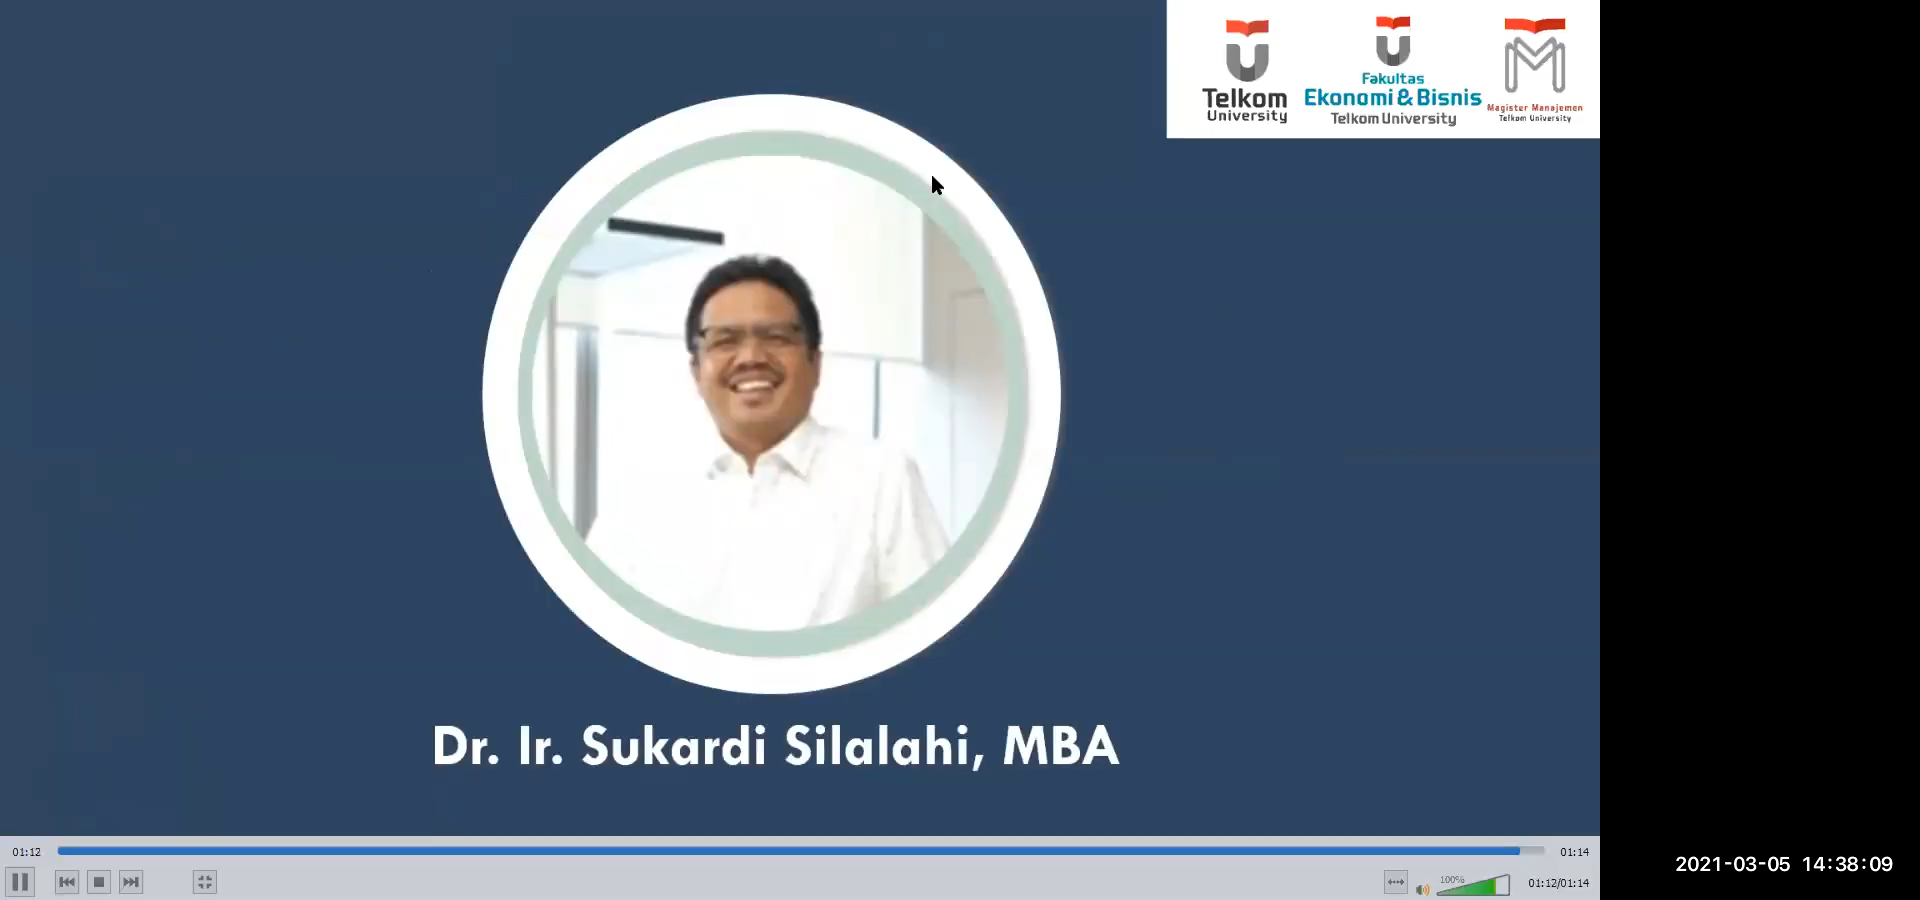 Telkom
University
Fakultas
Ekonomi & Bisnis
Telkom University
Magister Manajemen
Telkom University
Dr. Ir. Sukardi Silalahi, MBA
01:12
01:14
100%
01:12/01:14
2021-03-05 14:38:09